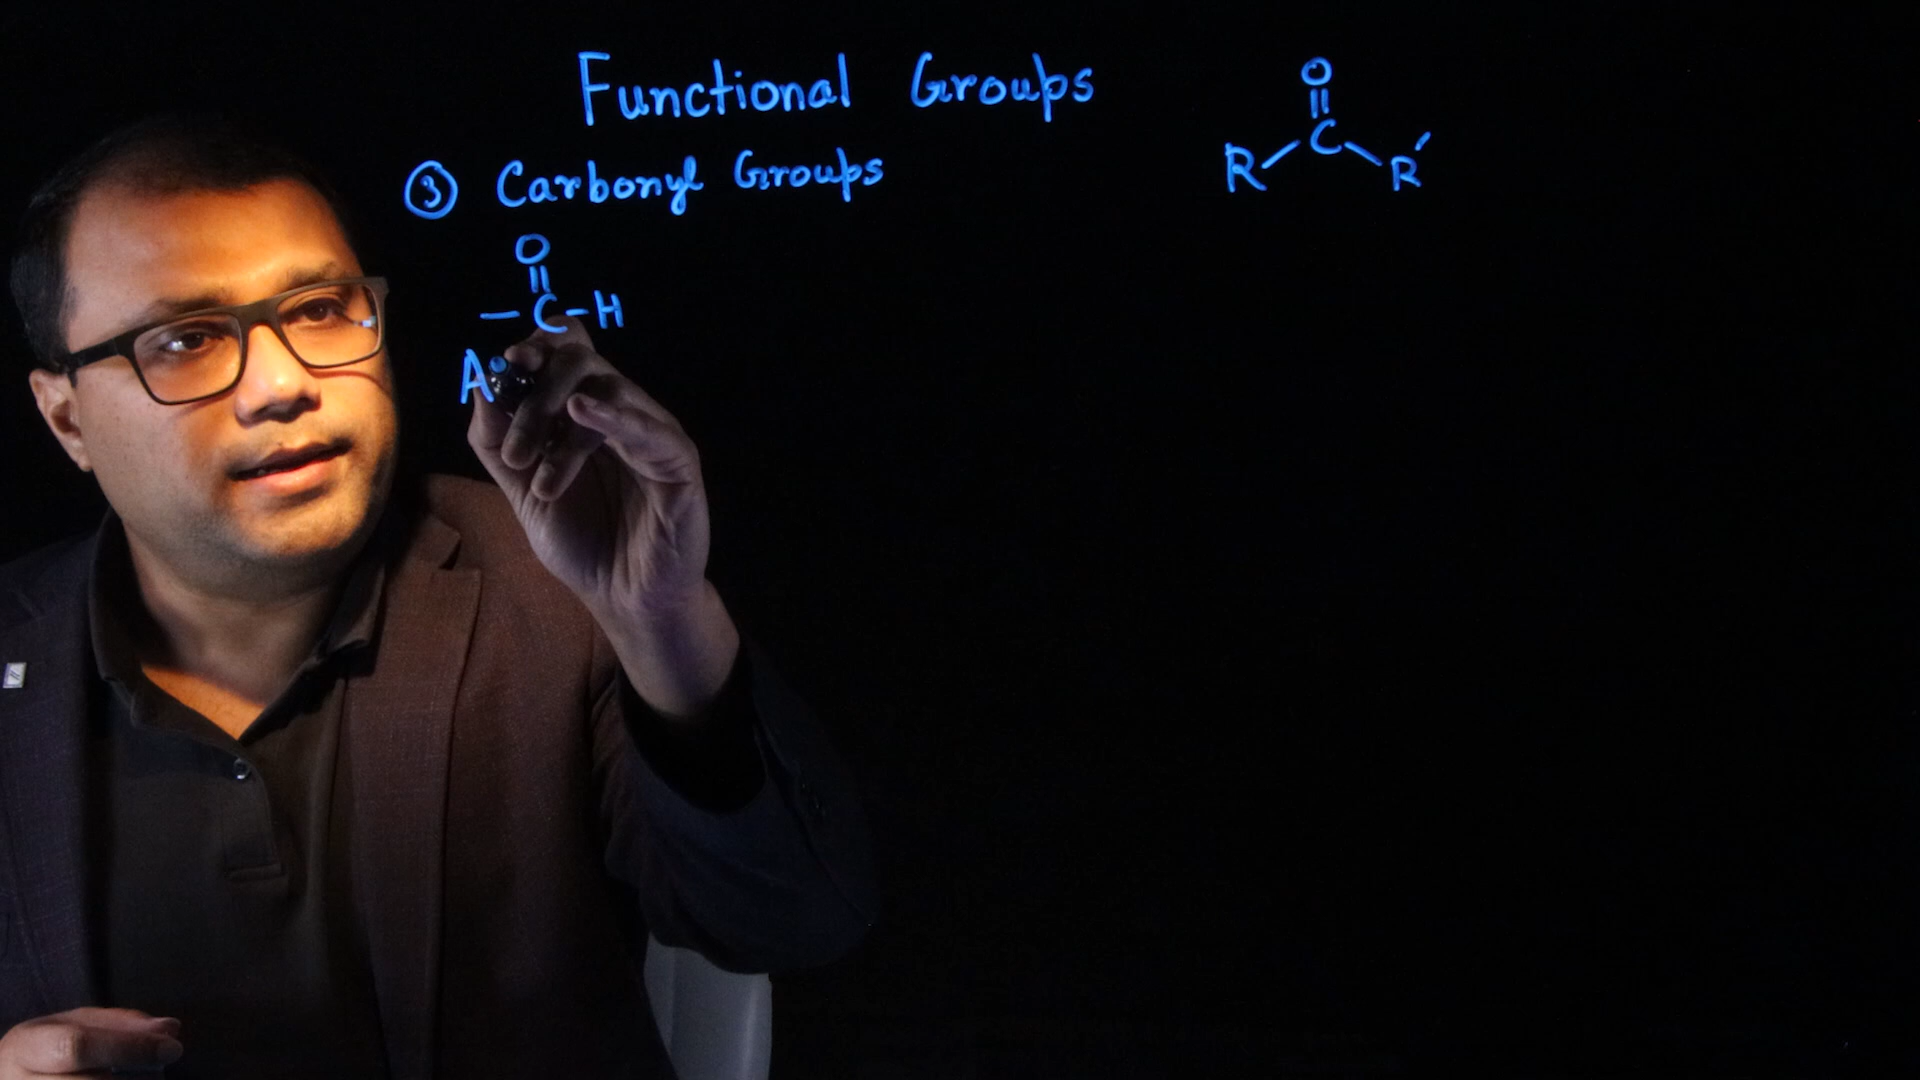 Functional Groups
③ Carbonyl Groups
O
||
— C-H
A
O
||
C
R R′